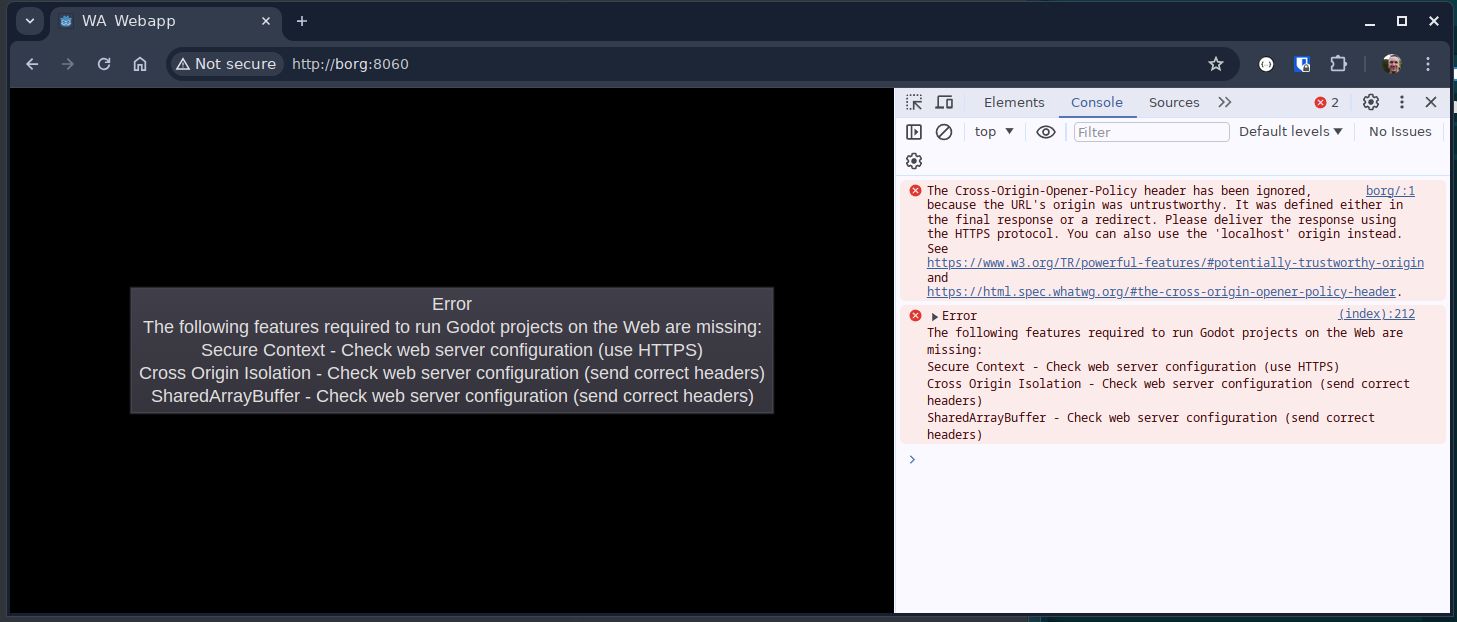 WA Webapp
Not secure http://borg:8060
Elements Console Sources 2
top Filter Default levels No Issues
Error
The following features required to run Godot projects on the Web are missing:
Secure Context - Check web server configuration (use HTTPS)
Cross Origin Isolation - Check web server configuration (send correct headers)
SharedArrayBuffer - Check web server configuration (send correct headers)
The Cross-Origin-Opener-Policy header has been ignored, borg/:1
because the URL's origin was untrustworthy. It was defined either in
the final response or a redirect. Please deliver the response using
the HTTPS protocol. You can also use the 'localhost' origin instead.
See
https://www.w3.org/TR/powerful-features/#potentially-trustworthy-origin
and
https://html.spec.whatwg.org/#the-cross-origin-opener-policy-header.
Error (index):212
The following features required to run Godot projects on the Web are
missing:
Secure Context - Check web server configuration (use HTTPS)
Cross Origin Isolation - Check web server configuration (send correct
headers)
SharedArrayBuffer - Check web server configuration (send correct
headers)